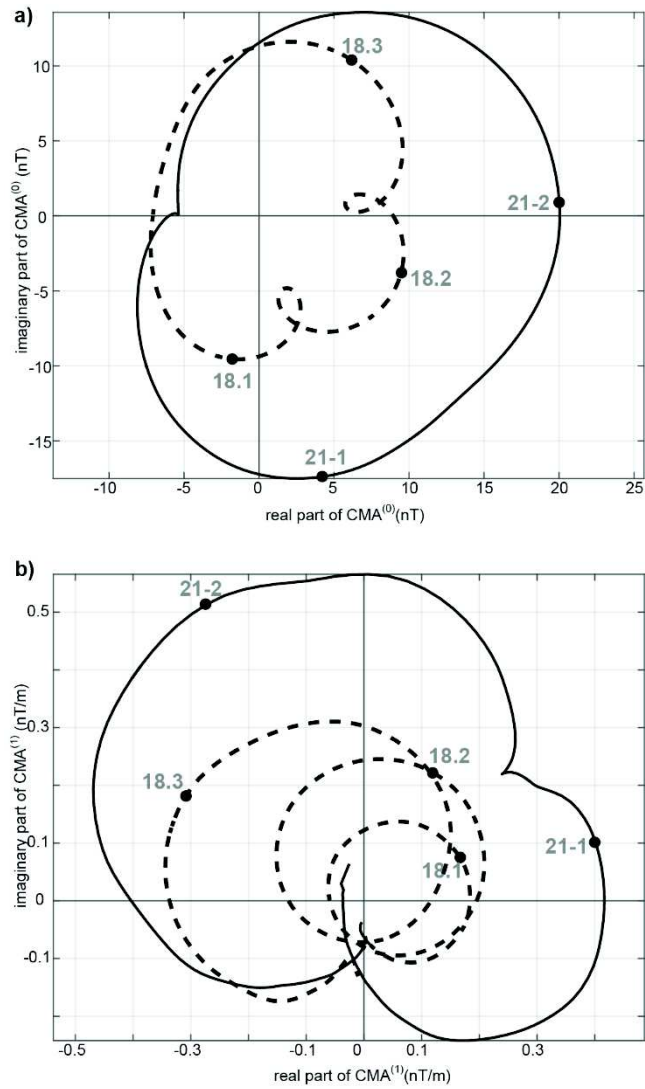 a)
imaginary part of CMA(0) (nT)
10
5
0
-5
-10
-15
18.3
21-2
18.2
18.1
21-1
-10 -5 0 5 10 15 20 25
real part of CMA(0)(nT)
b)
imaginary part of CMA(1) (nT/m)
0.5
0.3
0.1
0
-0.1
21-2
18.2
18.3
18.1
21-1
-0.5 -0.3 -0.1 0 0.1 0.3
real part of CMA(1)(nT/m)